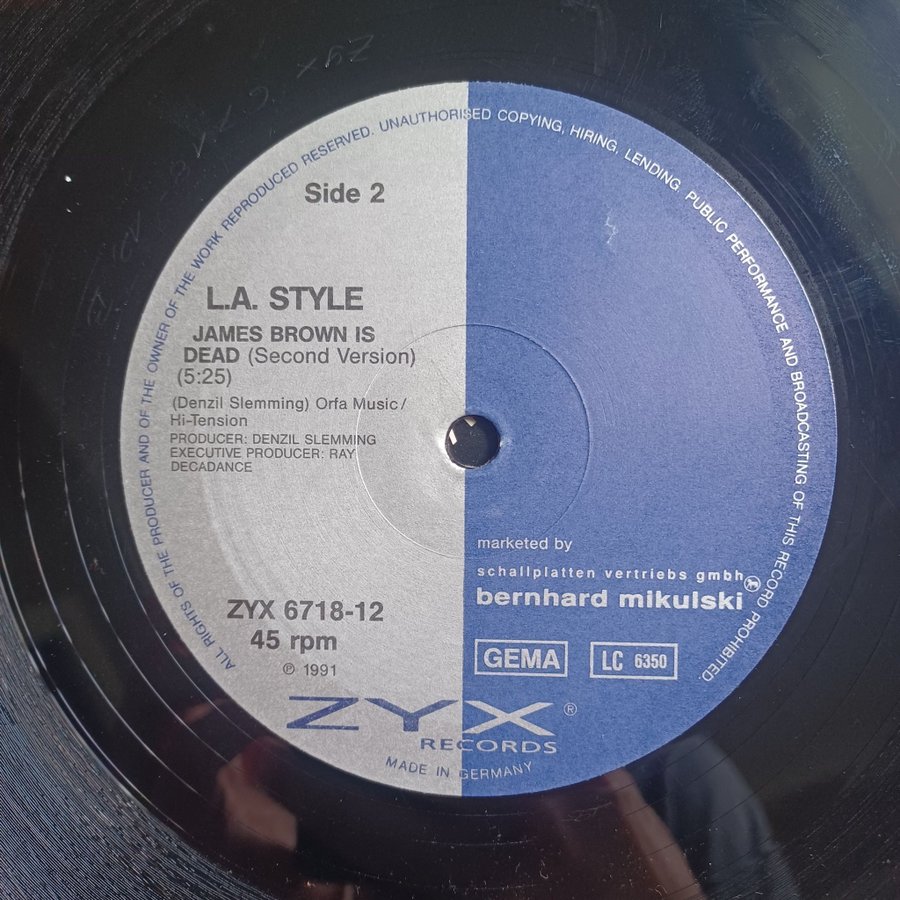 ALL RIGHTS OF THE PRODUCER AND OF THE OWNER OF THE WORK REPRODUCED RESERVED. UNAUTHORISED COPYING, HIRING, LENDING, PUBLIC PERFORMANCE AND BROADCASTING OF THIS RECORD PROHIBITED.
Side 2
L.A. STYLE
JAMES BROWN IS
DEAD (Second Version)
(5:25)
(Denzil Slemming) Orfa Music/
Hi-Tension
PRODUCER: DENZIL SLEMMING
EXECUTIVE PRODUCER: RAY
DECADANCE
marketed by
schallplatten vertriebs gmbh
bernhard mikulski
ZYX 6718-12
45 rpm
℗ 1991
GEMA
LC 6350
ZYX ®
RECORDS
MADE IN GERMANY